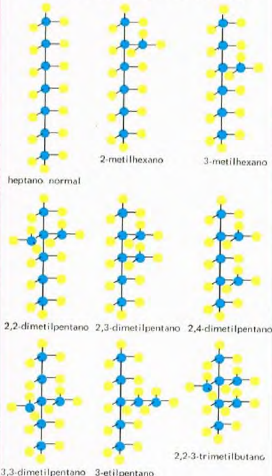 heptano normal
2-metilhexano
3-metilhexano
2,2-dimetilpentano
2,3-dimetilpentano
2,4-dimetilpentano
3,3-dimetilpentano
3-etilpentano
2,2-3-trimetilbutano